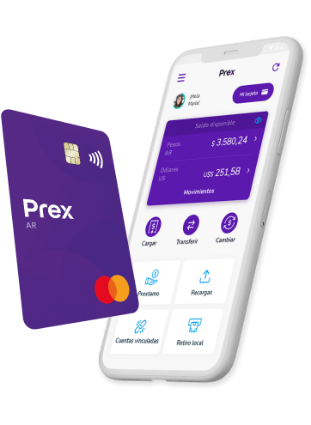 Prex
AR
Prex
¡Hola
María!
Mi tarjeta
Saldo disponible
Pesos
AR
$ 3.580,24
Dólares
US
U$S 251,58
Movimientos
Cargar
Transferir
Cambiar
Préstamo
Recargas
Cuentas vinculadas
Retiro local